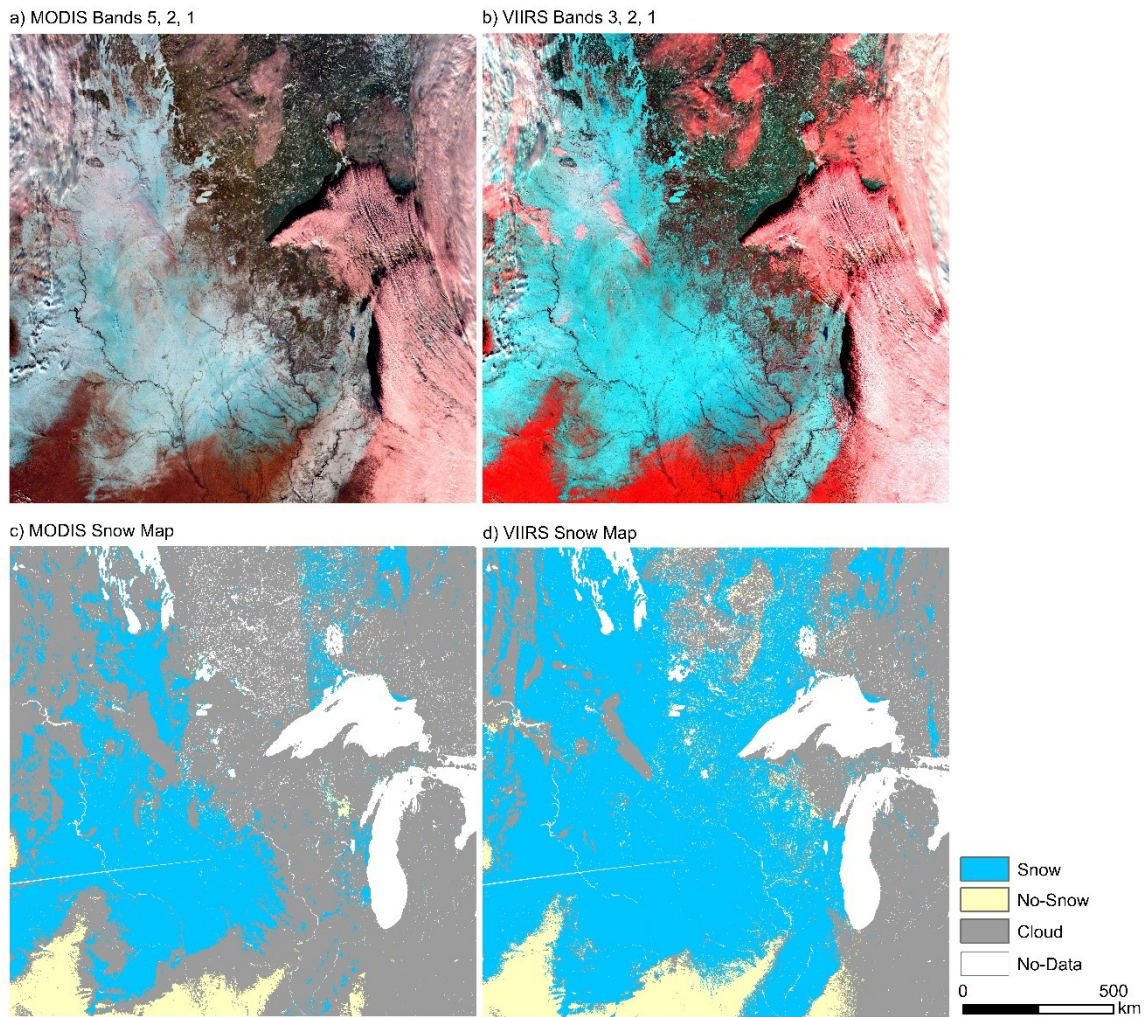 a) MODIS Bands 5, 2, 1
b) VIIRS Bands 3, 2, 1
c) MODIS Snow Map
d) VIIRS Snow Map
Snow
No-Snow
Cloud
No-Data
0 500
km